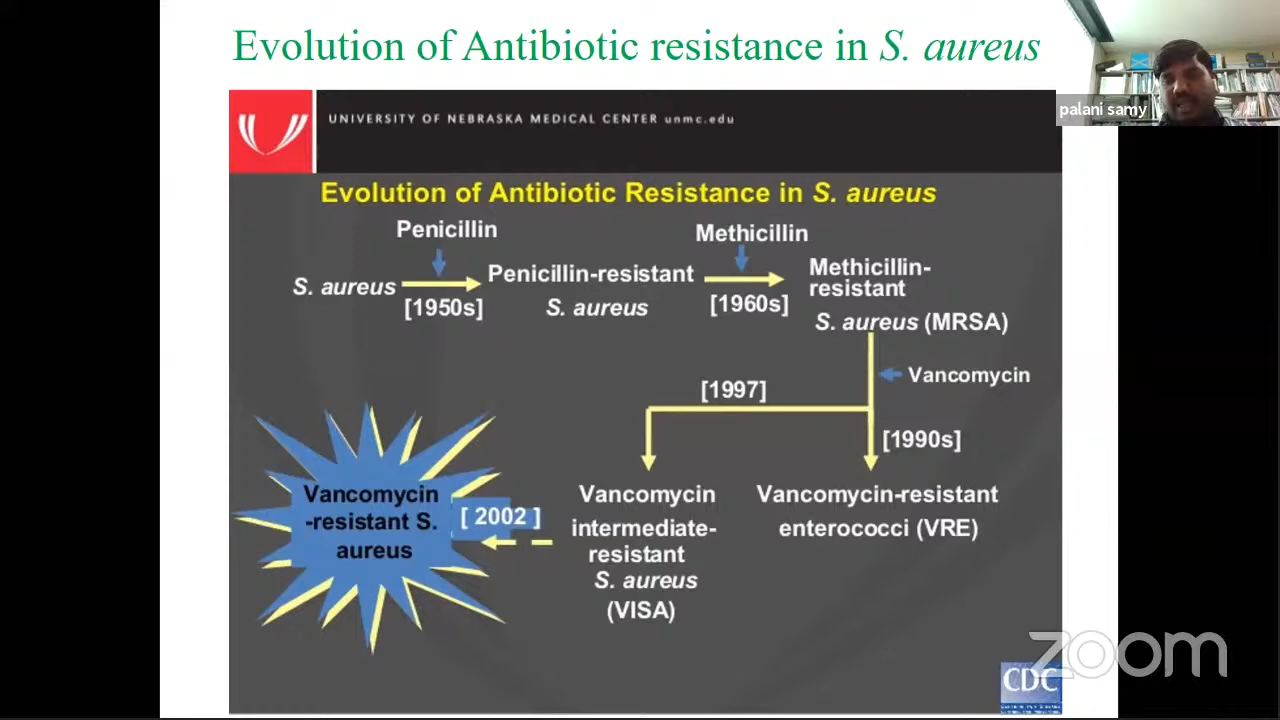 Evolution of Antibiotic resistance in S. aureus
palani samy
UNIVERSITY OF NEBRASKA MEDICAL CENTER unmc.edu
Evolution of Antibiotic Resistance in S. aureus
Penicillin
Methicillin
S. aureus
[1950s]
Penicillin-resistant
S. aureus
[1960s]
Methicillin-
resistant
S. aureus (MRSA)
Vancomycin
[1997]
[1990s]
Vancomycin
-resistant S.
aureus
[ 2002 ]
Vancomycin
intermediate-
resistant
S. aureus
(VISA)
Vancomycin-resistant
enterococci (VRE)
zoom
CDC